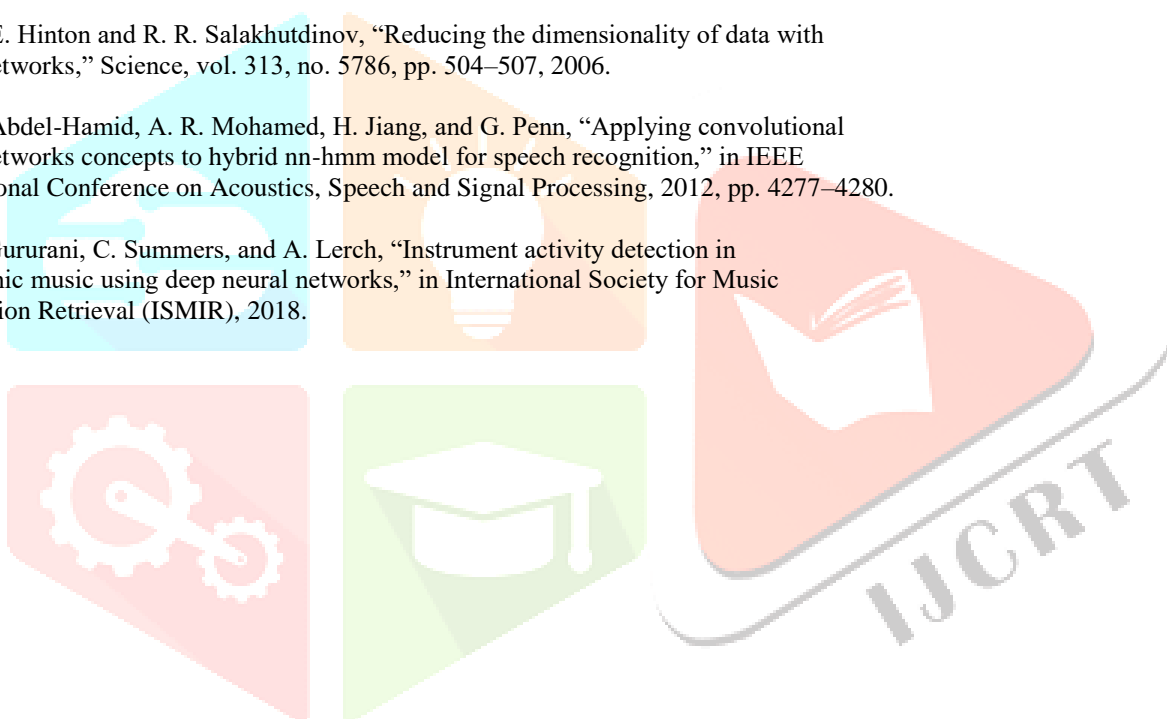 E. Hinton and R. R. Salakhutdinov, “Reducing the dimensionality of data with
etworks,” Science, vol. 313, no. 5786, pp. 504–507, 2006.
Abdel-Hamid, A. R. Mohamed, H. Jiang, and G. Penn, “Applying convolutional
etworks concepts to hybrid nn-hmm model for speech recognition,” in IEEE
onal Conference on Acoustics, Speech and Signal Processing, 2012, pp. 4277–4280.
Gururani, C. Summers, and A. Lerch, “Instrument activity detection in
nic music using deep neural networks,” in International Society for Music
ion Retrieval (ISMIR), 2018.
IJCRT